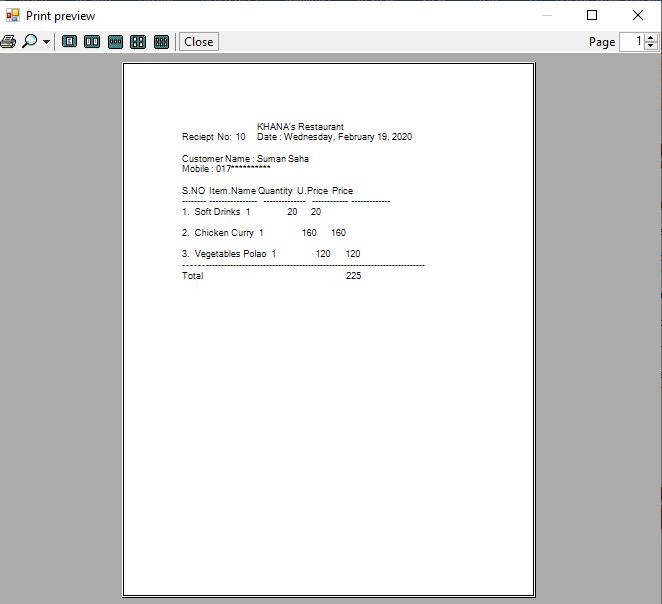 Print preview
Close
Page 1
KHANA's Restaurant
Reciept No: 10 Date : Wednesday, February 19, 2020
Customer Name : Suman Saha
Mobile : 017**********
S.NO Item.Name Quantity U.Price Price
-------- ---------------- -------------- ------------ -------------
1. Soft Drinks 1 20 20
2. Chicken Curry 1 160 160
3. Vegetables Polao 1 120 120
---------------------------------------------------------------------------------
Total 225